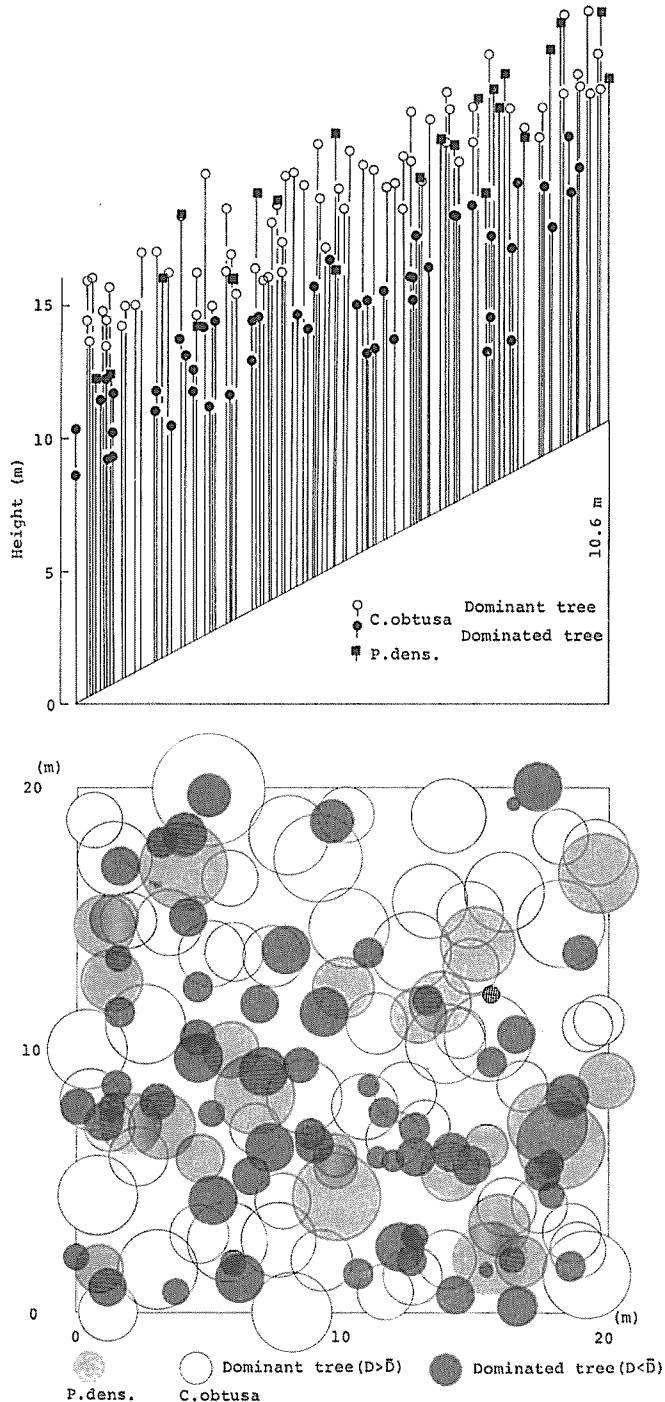 15
10
Height (m)
5
0
10.6 m
C.obtusa
Dominant tree
Dominated tree
P.dens.
(m)
20
10
0
(m)
0
10
20
Dominant tree(D>D̄)
Dominated tree(D<D̄)
P.dens.
C.obtusa